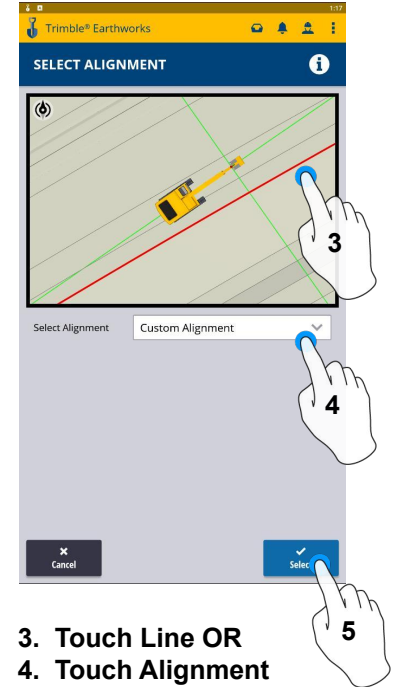 1:17
Trimble® Earthworks
SELECT ALIGNMENT
3
Select Alignment Custom Alignment
4
Cancel Select
5
3. Touch Line OR
4. Touch Alignment